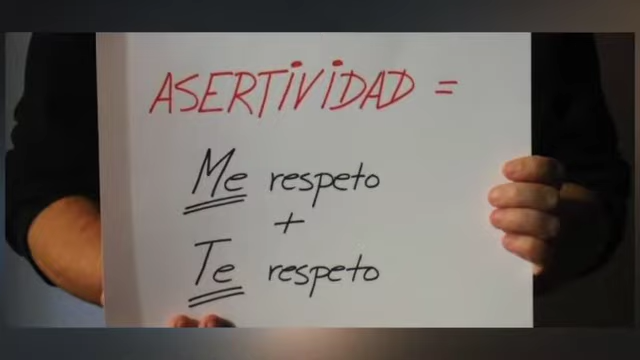 ASERTIVIDAD =
Me respeto
+
Te respeto